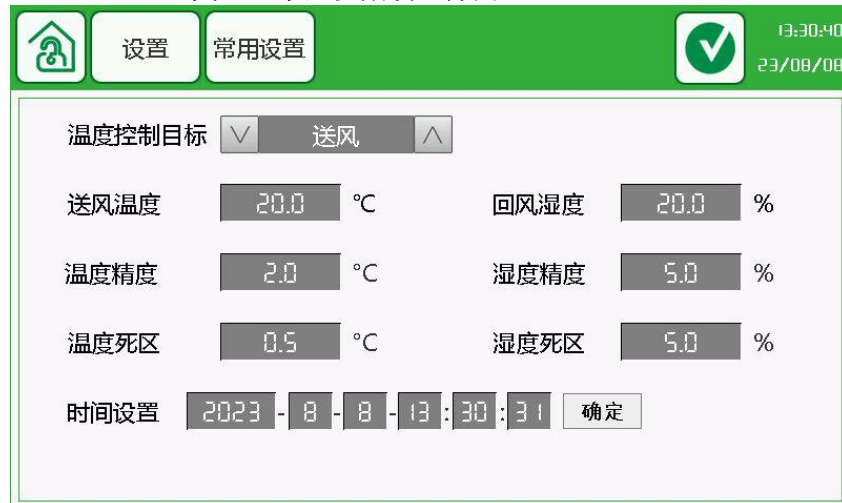 设置 常用设置 13:30:40
23/08/08
温度控制目标 ∨ 送风 ∧
送风温度 20.0 °C 回风湿度 20.0 %
温度精度 2.0 °C 湿度精度 5.0 %
温度死区 0.5 °C 湿度死区 5.0 %
时间设置 2023 - 8 - 8 - 13 : 30 : 31 确定